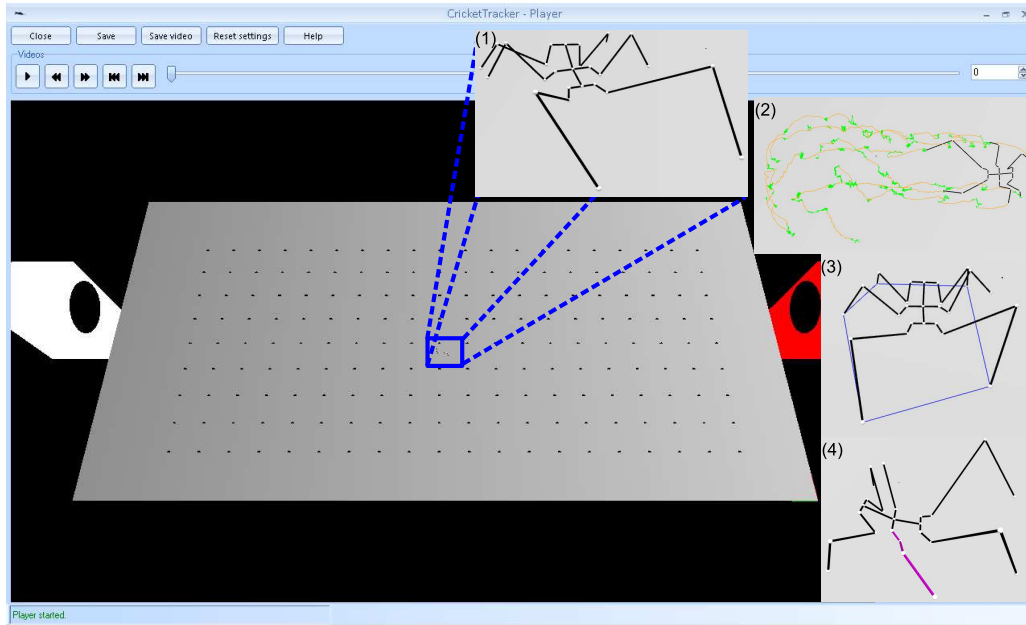 CricketTracker - Player
Close Save Save video Reset settings Help
Videos
0
(1)
(2)
(3)
(4)
Player started.